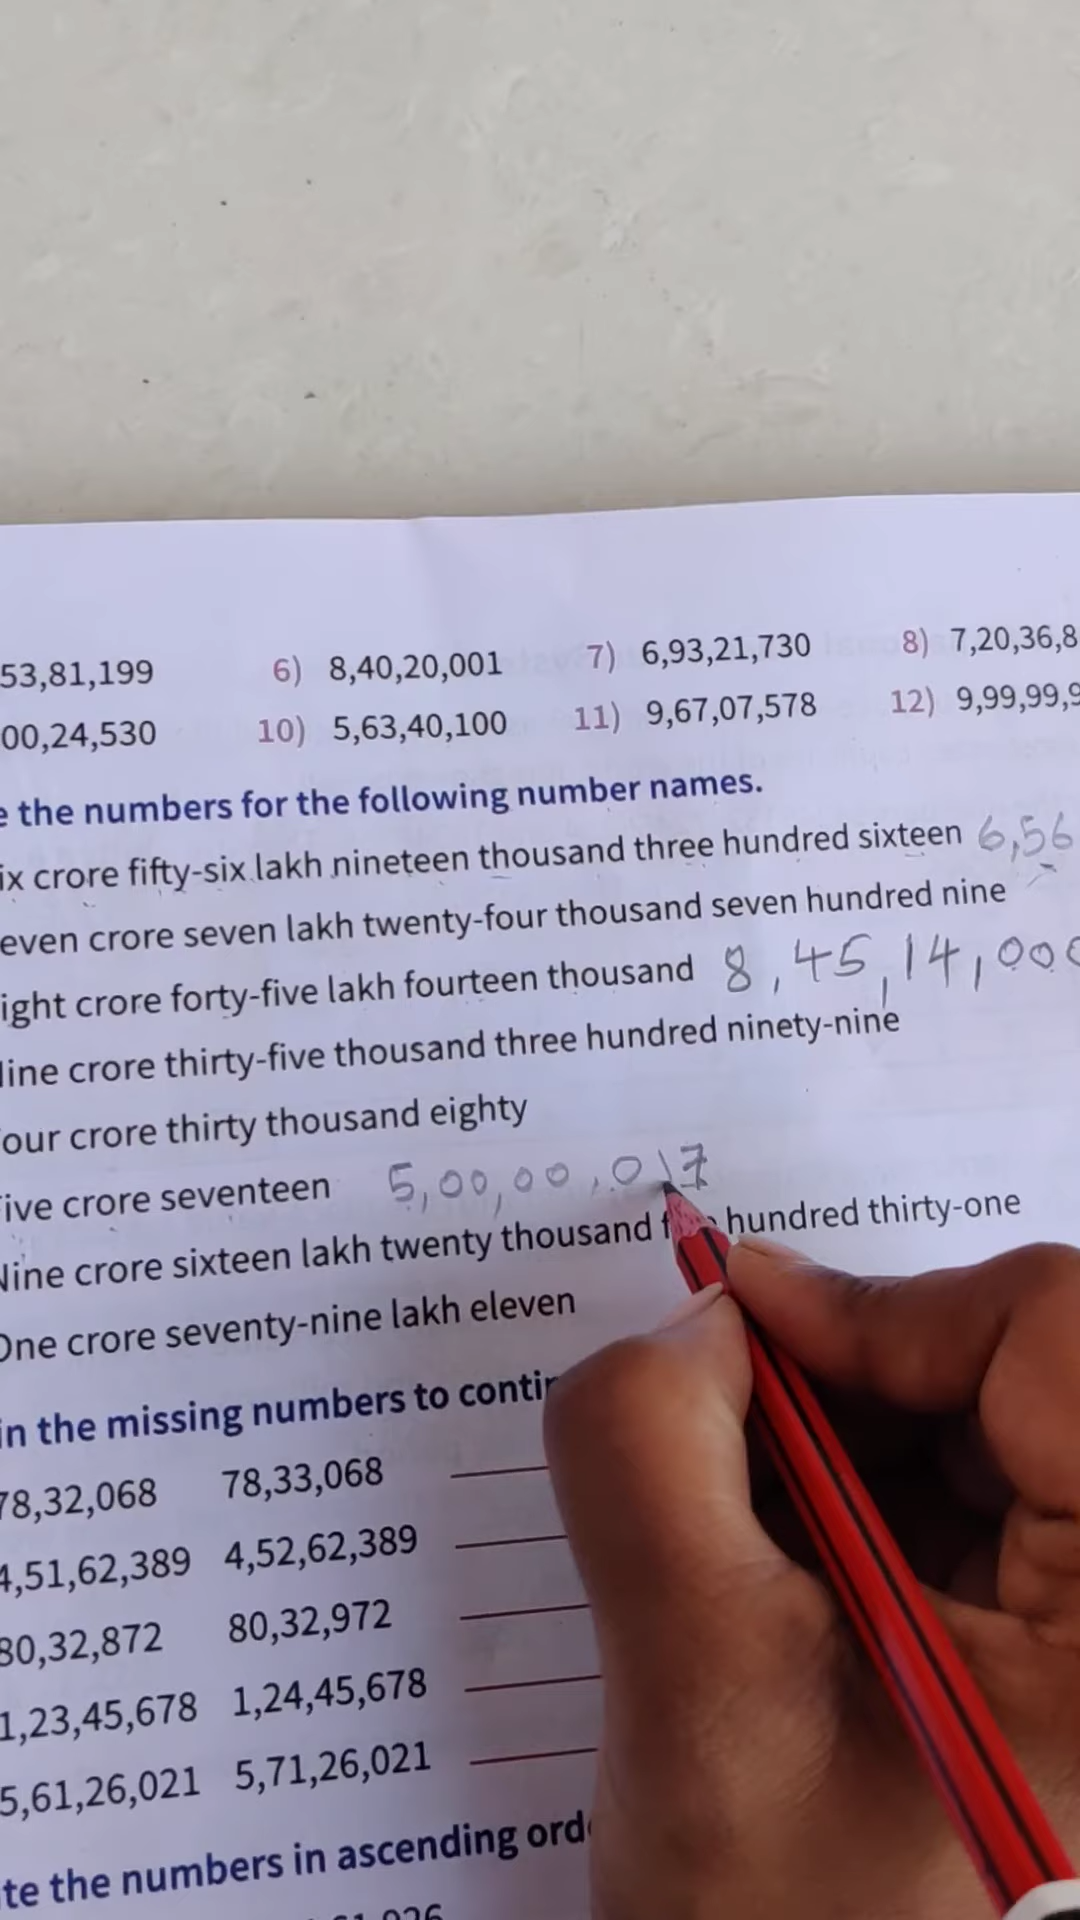 53,81,199 6) 8,40,20,001 7) 6,93,21,730 8) 7,20,36,8
00,24,530 10) 5,63,40,100 11) 9,67,07,578 12) 9,99,99,9
e the numbers for the following number names.
ix crore fifty-six lakh nineteen thousand three hundred sixteen 6,56
even crore seven lakh twenty-four thousand seven hundred nine
ight crore forty-five lakh fourteen thousand 8,45,14,000
ine crore thirty-five thousand three hundred ninety-nine
our crore thirty thousand eighty
ive crore seventeen 5,00,00,017
Nine crore sixteen lakh twenty thousand hundred thirty-one
One crore seventy-nine lakh eleven
in the missing numbers to contin
78,32,068 78,33,068
4,51,62,389 4,52,62,389
80,32,872 80,32,972
1,23,45,678 1,24,45,678
5,61,26,021 5,71,26,021
te the numbers in ascending ord